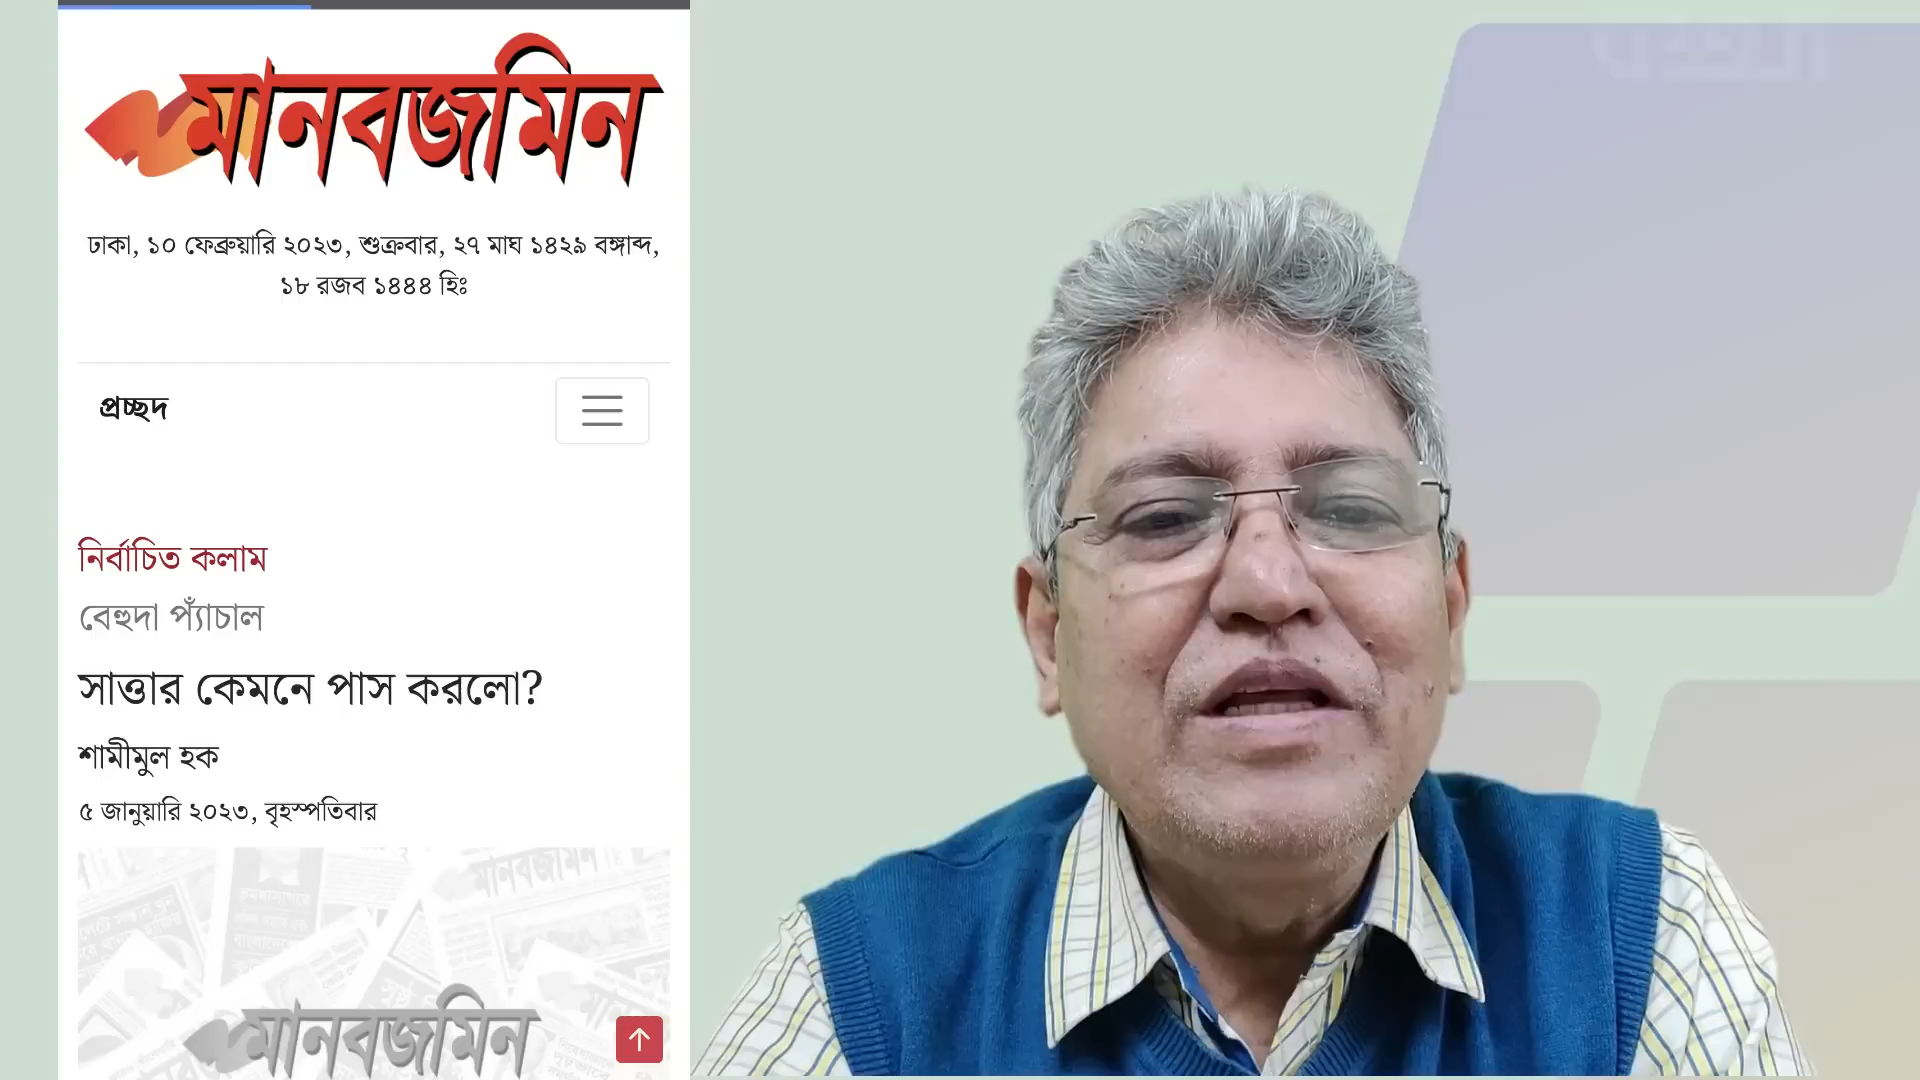 মানবজমিন
ঢাকা, ১০ ফেব্রুয়ারি ২০২৩, শুক্রবার, ২৭ মাঘ ১৪২৯ বঙ্গাব্দ,
১৮ রজব ১৪৪৪ হিঃ
প্রচ্ছদ
নির্বাচিত কলাম
বেহুদা প্যাঁচাল
সাত্তার কেমনে পাস করলো?
শামীমুল হক
৫ জানুয়ারি ২০২৩, বৃহস্পতিবার
মানবজমিন
মানবজমিন